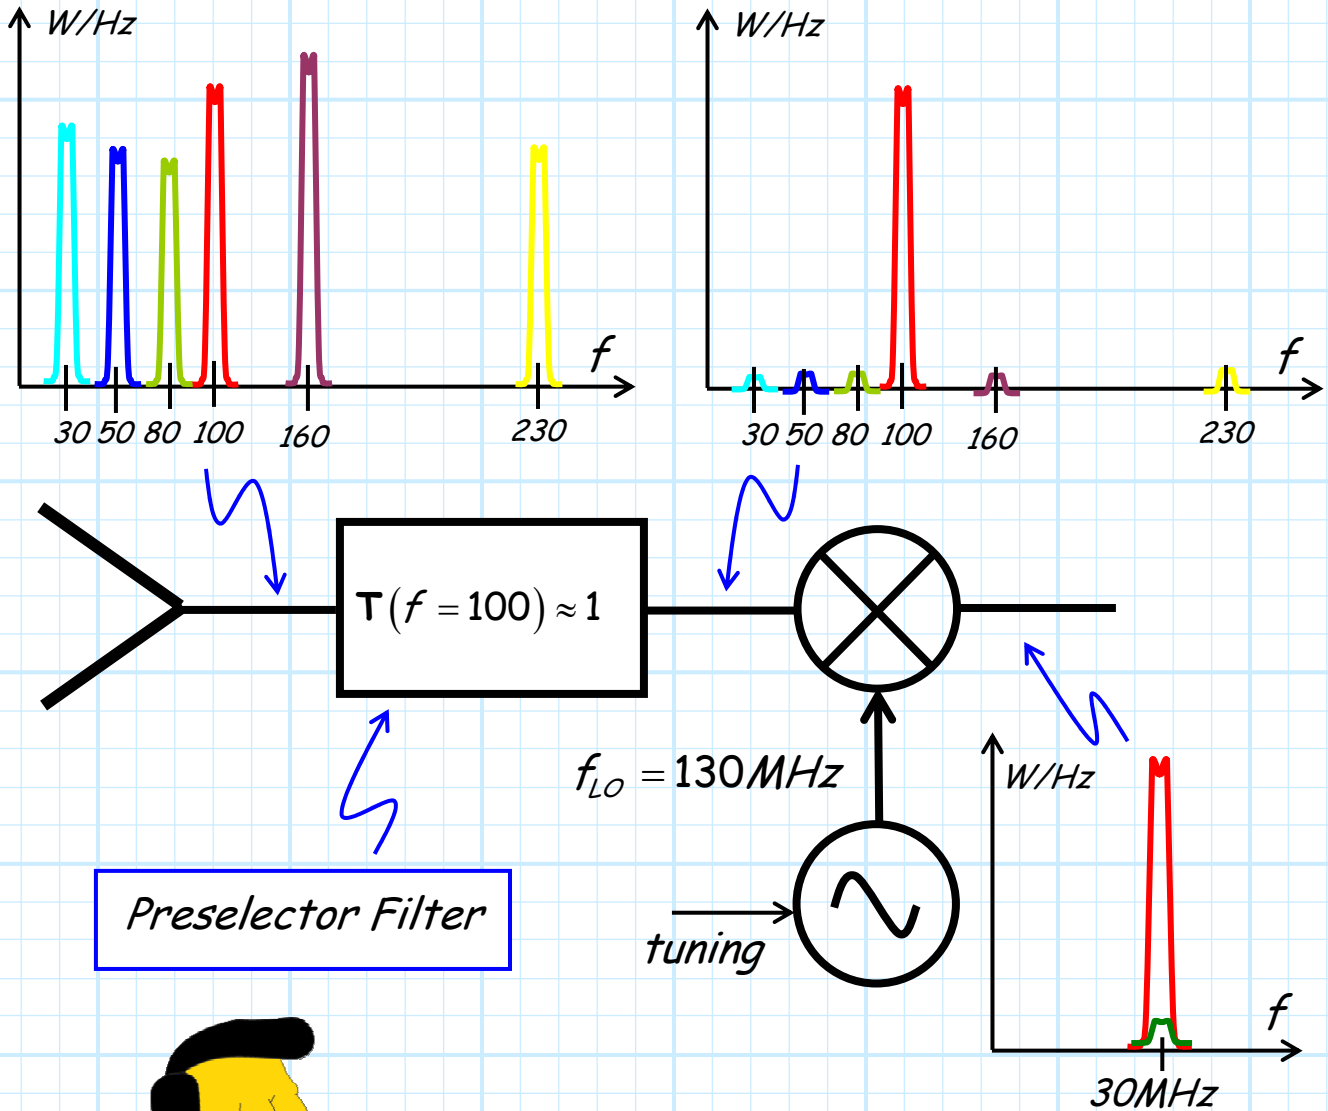 W/Hz
f
30 50 80 100 160 230
W/Hz
f
30 50 80 100 160 230
T(f = 100) ≈ 1
f_LO = 130MHz
W/Hz
Preselector Filter
tuning
f
30MHz